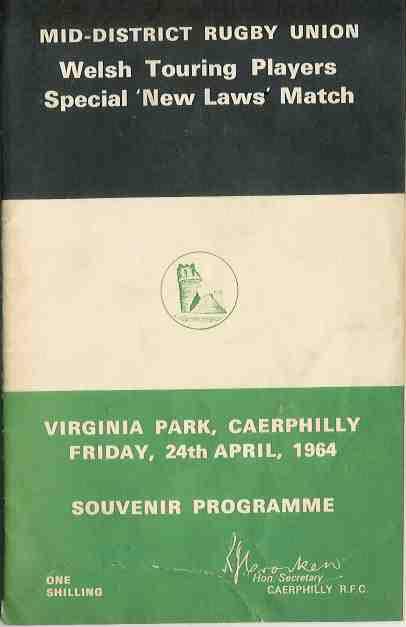 MID-DISTRICT RUGBY UNION
Welsh Touring Players
Special 'New Laws' Match
VIRGINIA PARK, CAERPHILLY
FRIDAY, 24th APRIL, 1964
SOUVENIR PROGRAMME
Hon. Secretary
ONE
SHILLING
CAERPHILLY R.F.C.